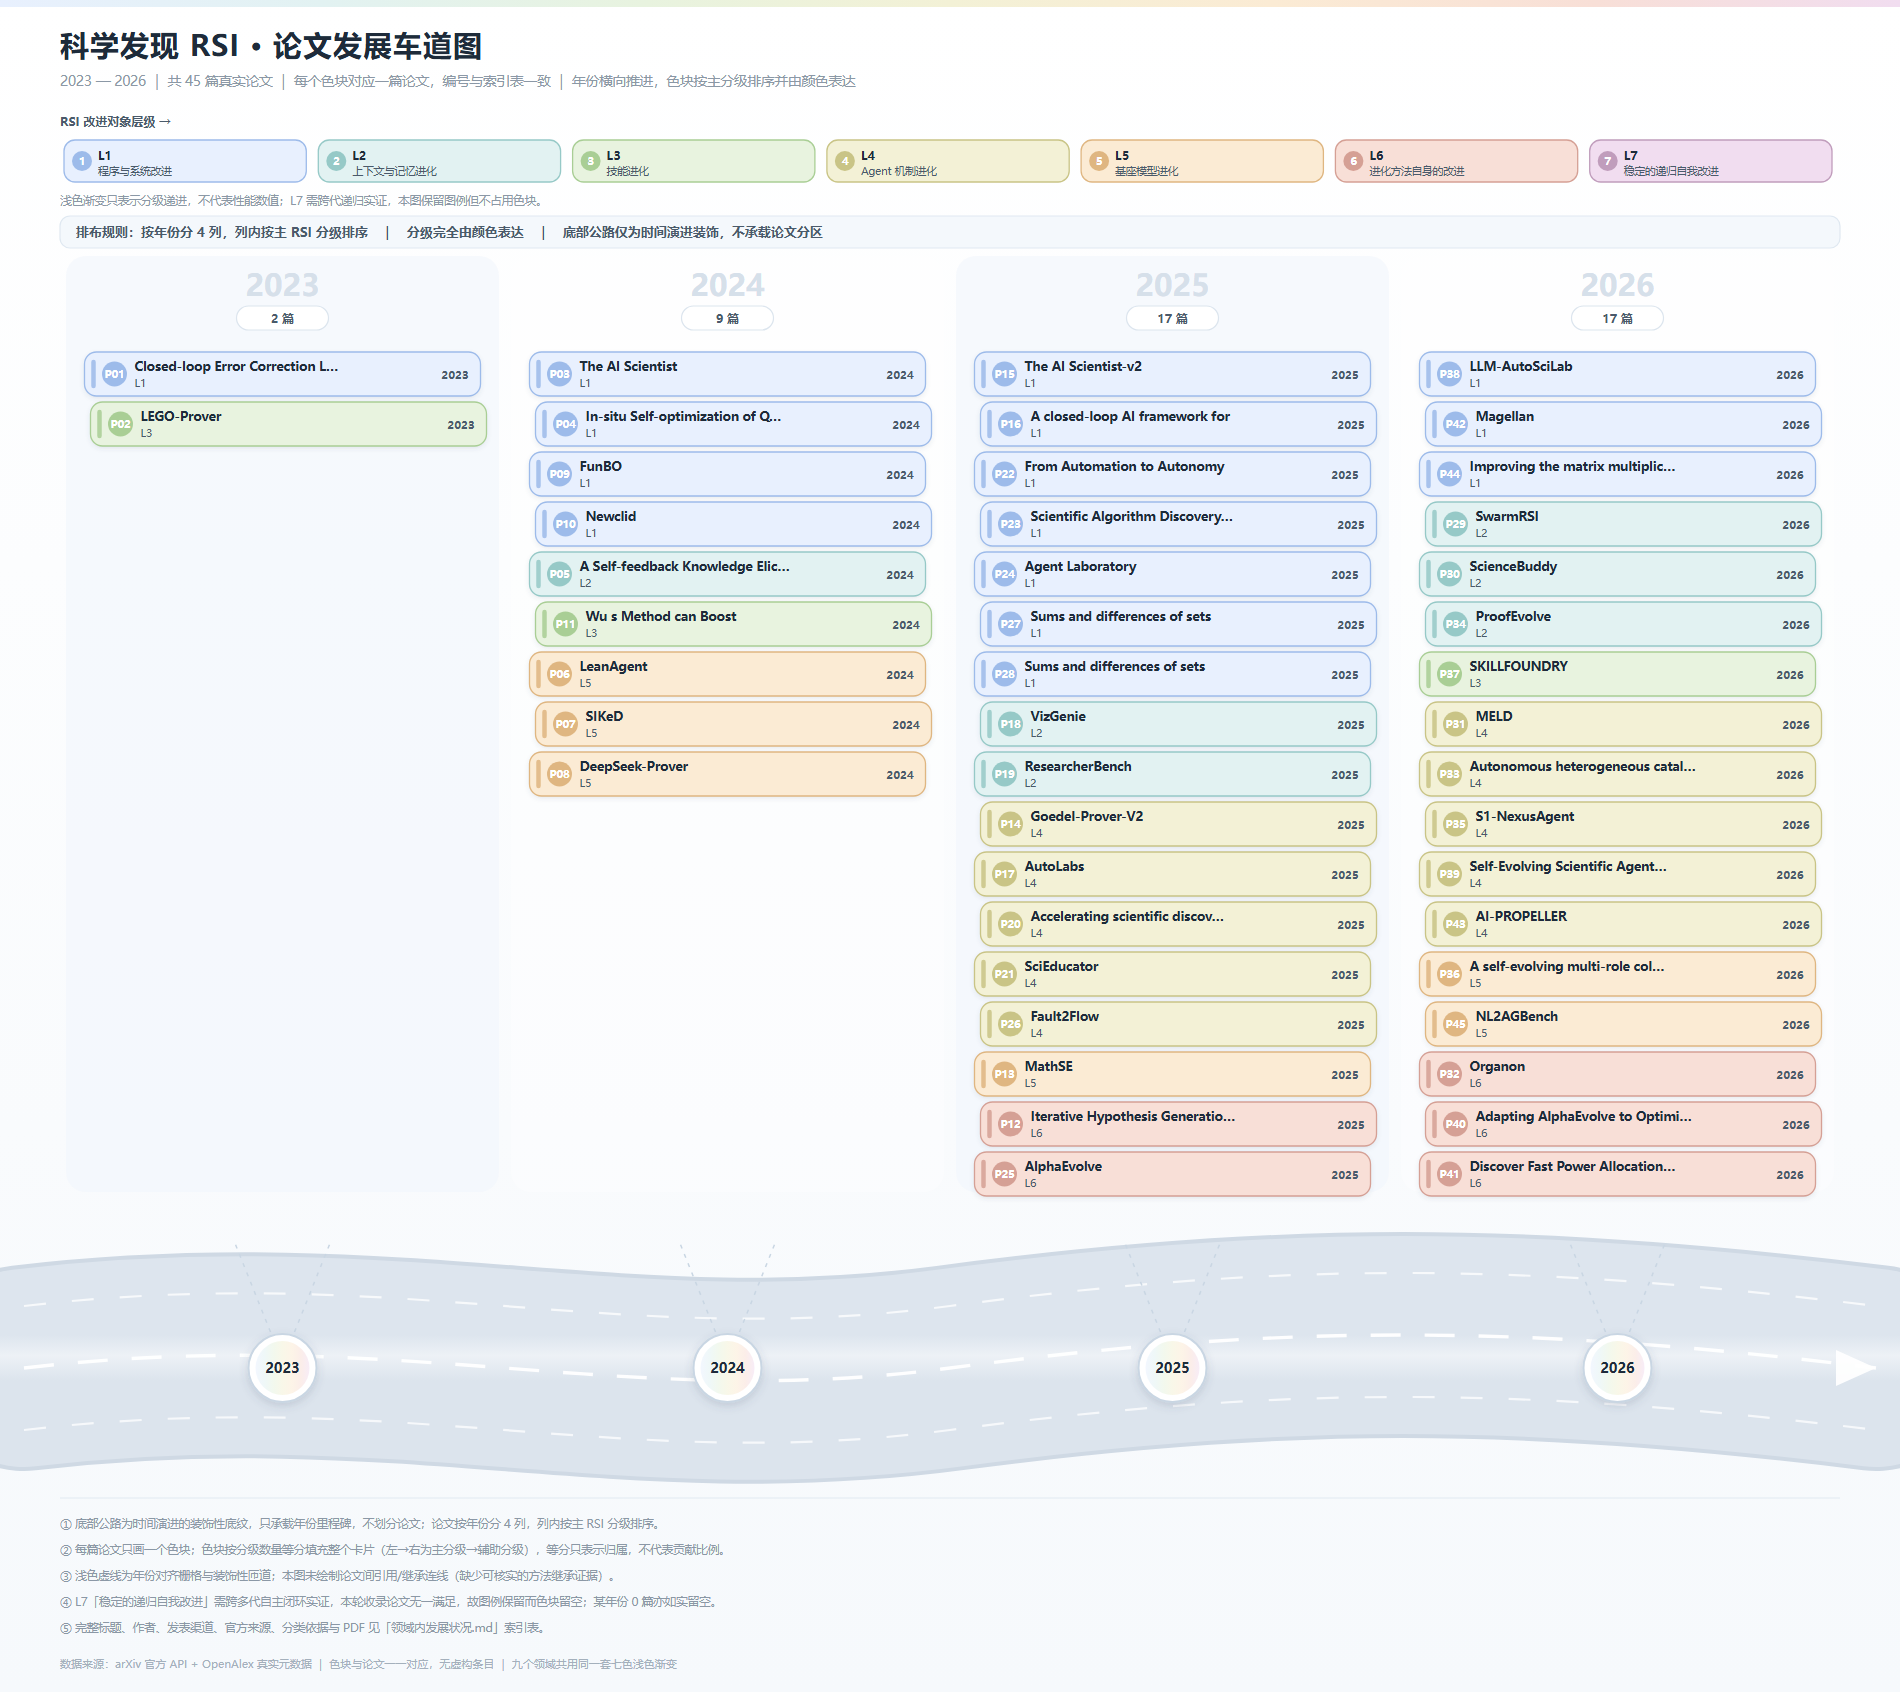 科学发现 RSI · 论文发展车道图
2023 — 2026 | 共 45 篇真实论文 | 每个色块对应一篇论文，编号与索引表一致 | 年份横向推进，色块按主分级排序并由颜色表达
RSI 改进对象层级 →
1 L1
程序与系统改进
2 L2
上下文与记忆进化
3 L3
技能进化
4 L4
Agent 机制进化
5 L5
基座模型进化
6 L6
进化方法自身的改进
7 L7
稳定的递归自我改进
浅色渐变只表示分级递进，不代表性能数值；L7 需跨代递归实证，本图保留图例但不占用色块。
排布规则：按年份分 4 列，列内按主 RSI 分级排序 | 分级完全由颜色表达 | 底部公路仅为时间演进装饰，不承载论文分区
2023
2 篇
P01 Closed-loop Error Correction L... 2023
L1
P02 LEGO-Prover 2023
L3
2024
9 篇
P03 The AI Scientist 2024
L1
P04 In-situ Self-optimization of Q... 2024
L1
P09 FunBO 2024
L1
P10 Newclid 2024
L1
P05 A Self-feedback Knowledge Elic... 2024
L2
P11 Wu s Method can Boost 2024
L3
P06 LeanAgent 2024
L5
P07 SIKeD 2024
L5
P08 DeepSeek-Prover 2024
L5
2025
17 篇
P15 The AI Scientist-v2 2025
L1
P16 A closed-loop AI framework for 2025
L1
P22 From Automation to Autonomy 2025
L1
P23 Scientific Algorithm Discovery... 2025
L1
P24 Agent Laboratory 2025
L1
P27 Sums and differences of sets 2025
L1
P28 Sums and differences of sets 2025
L1
P18 VizGenie 2025
L2
P19 ResearcherBench 2025
L2
P14 Goedel-Prover-V2 2025
L4
P17 AutoLabs 2025
L4
P20 Accelerating scientific discov... 2025
L4
P21 SciEducator 2025
L4
P26 Fault2Flow 2025
L4
P13 MathSE 2025
L5
P12 Iterative Hypothesis Generatio... 2025
L6
P25 AlphaEvolve 2025
L6
2026
17 篇
P38 LLM-AutoSciLab 2026
L1
P42 Magellan 2026
L1
P44 Improving the matrix multiplic... 2026
L1
P29 SwarmRSI 2026
L2
P30 ScienceBuddy 2026
L2
P34 ProofEvolve 2026
L2
P37 SKILLFOUNDRY 2026
L3
P31 MELD 2026
L4
P33 Autonomous heterogeneous catal... 2026
L4
P35 S1-NexusAgent 2026
L4
P39 Self-Evolving Scientific Agent... 2026
L4
P43 AI-PROPELLER 2026
L4
P36 A self-evolving multi-role col... 2026
L5
P45 NL2AGBench 2026
L5
P32 Organon 2026
L6
P40 Adapting AlphaEvolve to Optimi... 2026
L6
P41 Discover Fast Power Allocation... 2026
L6
2023 2024 2025 2026
① 底部公路为时间演进的装饰性底纹，只承载年份里程碑，不划分论文；论文按年份分 4 列，列内按主 RSI 分级排序。
② 每篇论文只画一个色块；色块按分级数量等分填充整个卡片（左→右为主分级→辅助分级），等分只表示归属，不代表贡献比例。
③ 浅色虚线为年份对齐栅格与装饰性匝道；本图未绘制论文间引用/继承连线（缺少可核实的方法继承证据）。
④ L7「稳定的递归自我改进」需跨多代自主闭环实证，本轮收录论文无一满足，故图例保留而色块留空；某年份 0 篇亦如实留空。
⑤ 完整标题、作者、发表渠道、官方来源、分类依据与 PDF 见「领域内发展状况.md」索引表。
数据来源：arXiv 官方 API + OpenAlex 真实元数据 | 色块与论文一一对应，无虚构条目 | 九个领域共用同一套七色浅色渐变